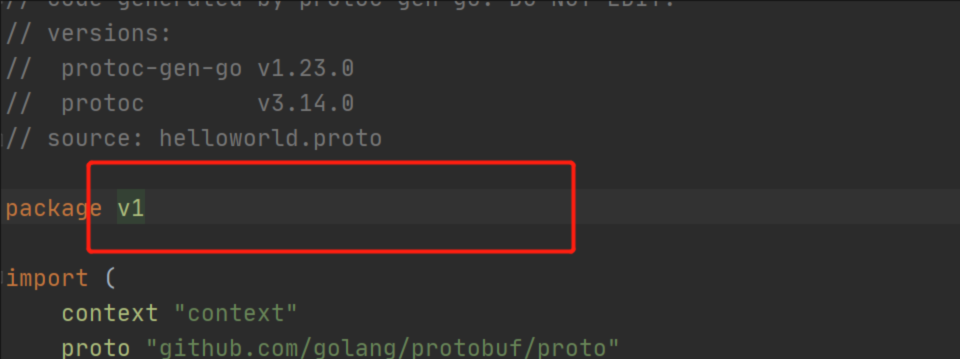 // Code generated by protoc-gen-go. DO NOT EDIT.
// versions:
// protoc-gen-go v1.23.0
// protoc v3.14.0
// source: helloworld.proto
package v1
import (
context "context"
proto "github.com/golang/protobuf/proto"